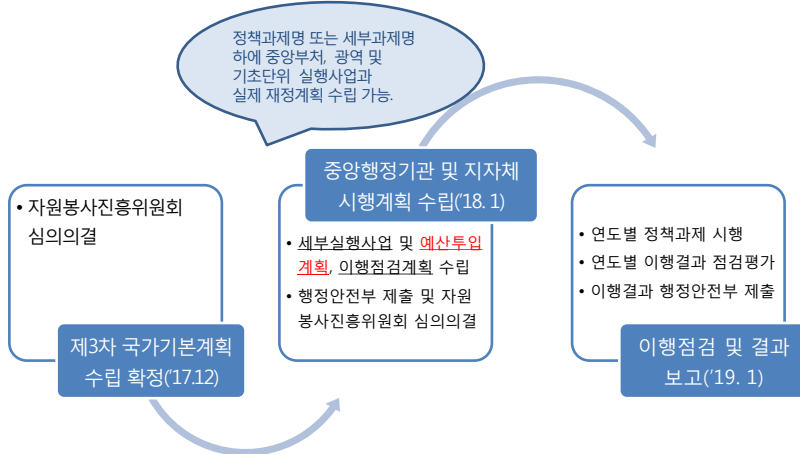 정책과제명 또는 세부과제명
하에 중앙부처, 광역 및
기초단위 실행사업과
실제 재정계획 수립 가능.
• 자원봉사진흥위원회
심의의결
제3차 국가기본계획
수립 확정('17.12)
중앙행정기관 및 지자체
시행계획 수립('18. 1)
• 세부실행사업 및 예산투입
계획, 이행점검계획 수립
• 행정안전부 제출 및 자원
봉사진흥위원회 심의의결
• 연도별 정책과제 시행
• 연도별 이행결과 점검평가
• 이행결과 행정안전부 제출
이행점검 및 결과
보고('19. 1)